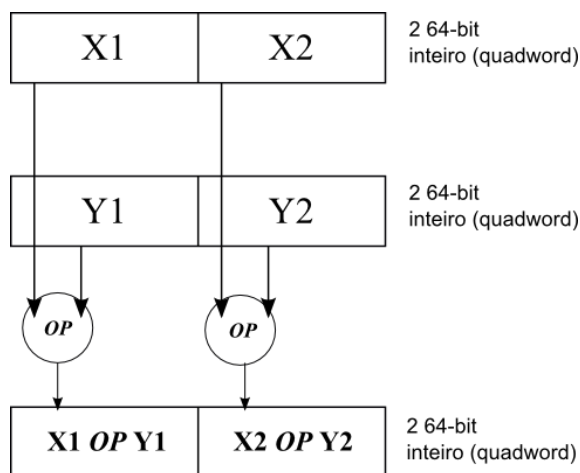 X1 X2
2 64-bit
inteiro (quadword)
Y1 Y2
2 64-bit
inteiro (quadword)
OP OP
X1 OP Y1 X2 OP Y2
2 64-bit
inteiro (quadword)